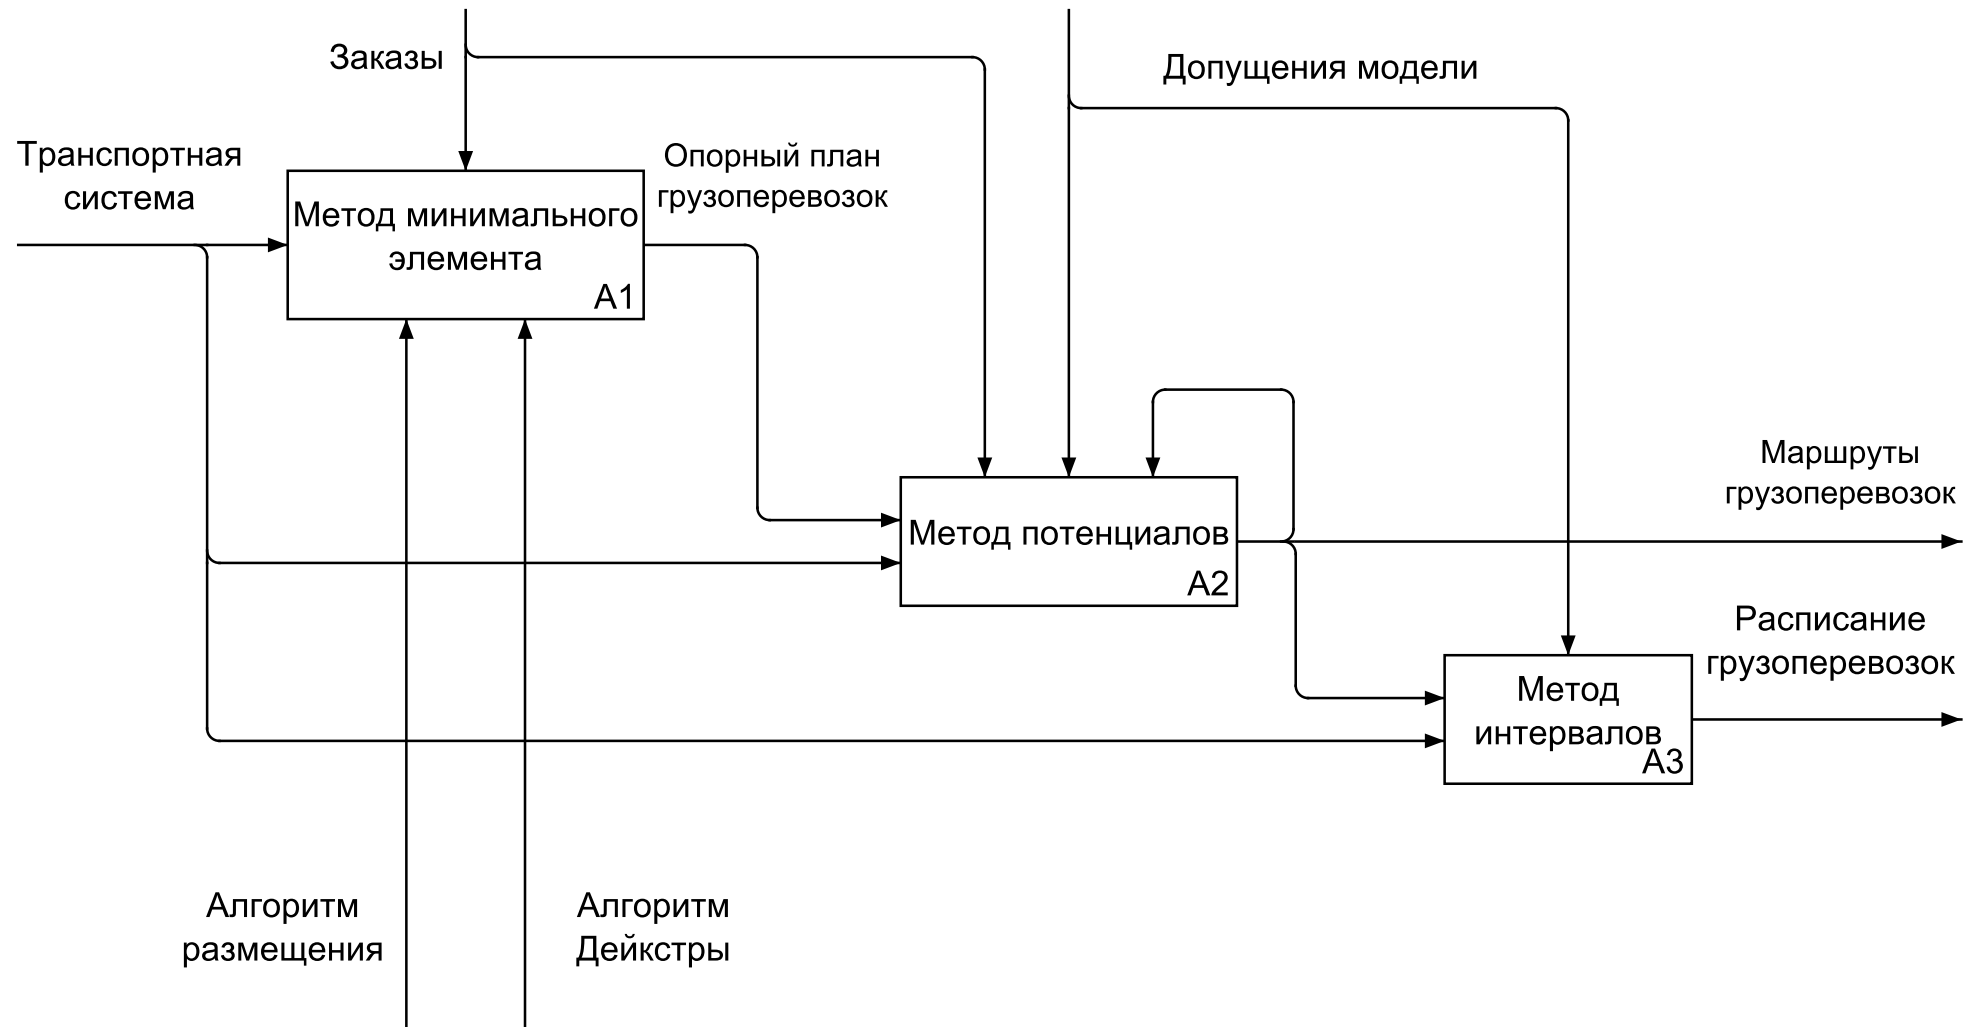 Заказы
Допущения модели
Транспортная
система
Опорный план
грузоперевозок
Метод минимального
элемента
A1
Маршруты
грузоперевозок
Метод потенциалов
A2
Расписание
грузоперевозок
Метод
интервалов
A3
Алгоритм
размещения
Алгоритм
Дейкстры